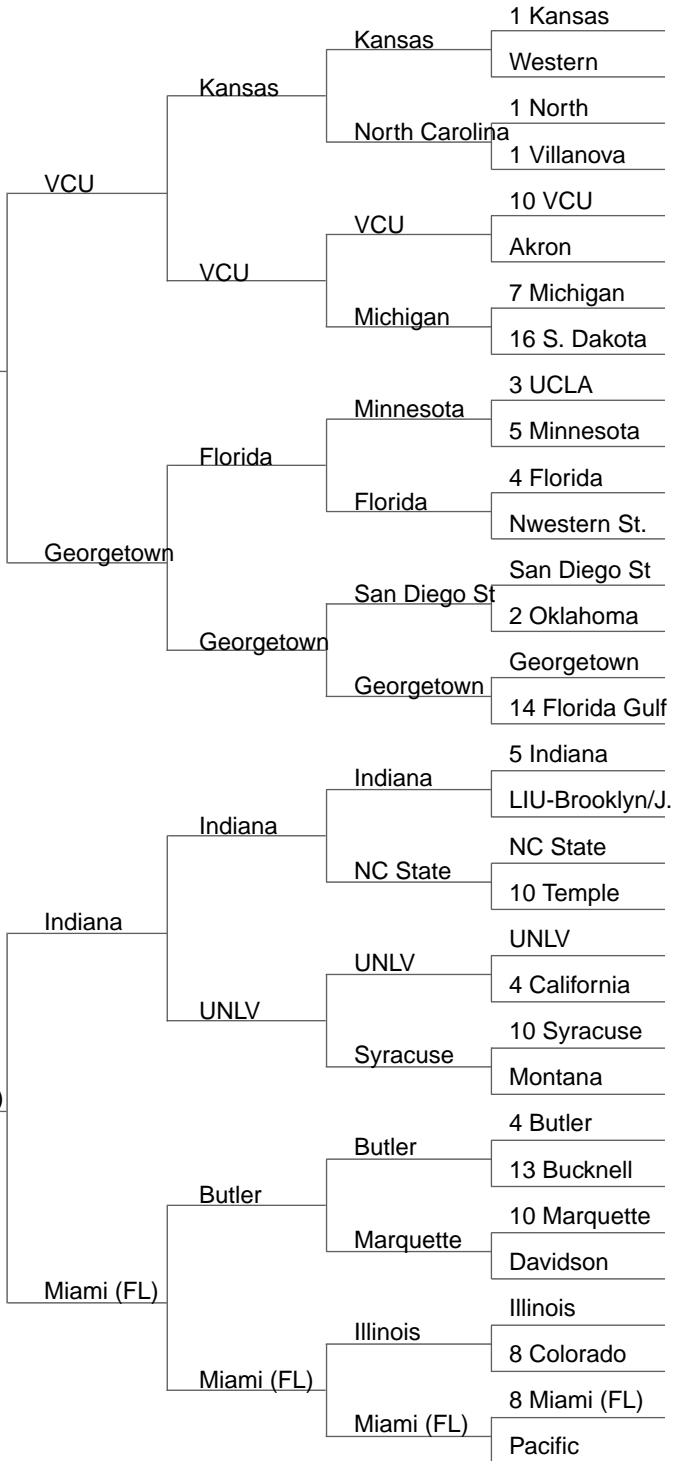 1 Kansas
Kansas
Western
Kansas
1 North
North Carolina
1 Villanova
VCU
10 VCU
VCU
Akron
VCU
7 Michigan
Michigan
16 S. Dakota
3 UCLA
Minnesota
5 Minnesota
Florida
4 Florida
Florida
Nwestern St.
Georgetown
San Diego St
San Diego St
2 Oklahoma
Georgetown
Georgetown
Georgetown
14 Florida Gulf
5 Indiana
Indiana
LIU-Brooklyn/J.
Indiana
NC State
NC State
10 Temple
Indiana
UNLV
UNLV
4 California
UNLV
10 Syracuse
Syracuse
Montana
)
4 Butler
Butler
13 Bucknell
Butler
10 Marquette
Marquette
Davidson
Miami (FL)
Illinois
Illinois
8 Colorado
Miami (FL)
8 Miami (FL)
Miami (FL)
Pacific